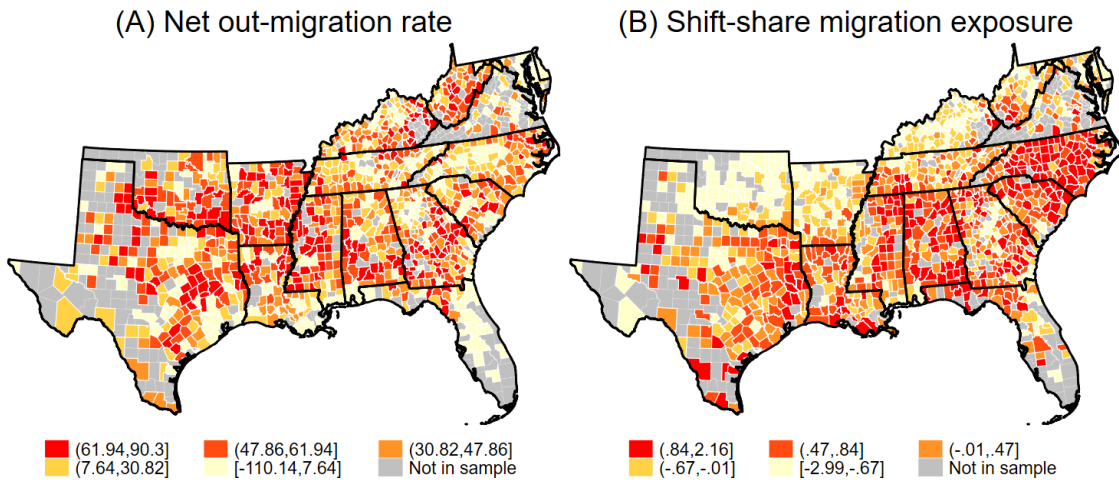 (A) Net out-migration rate
(B) Shift-share migration exposure
(61.94,90.3] (47.86,61.94] (30.82,47.86]
(7.64,30.82] [-110.14,7.64] Not in sample
(.84,2.16] (.47,.84] (-.01,.47]
(-.67,-.01] [-2.99,-.67] Not in sample